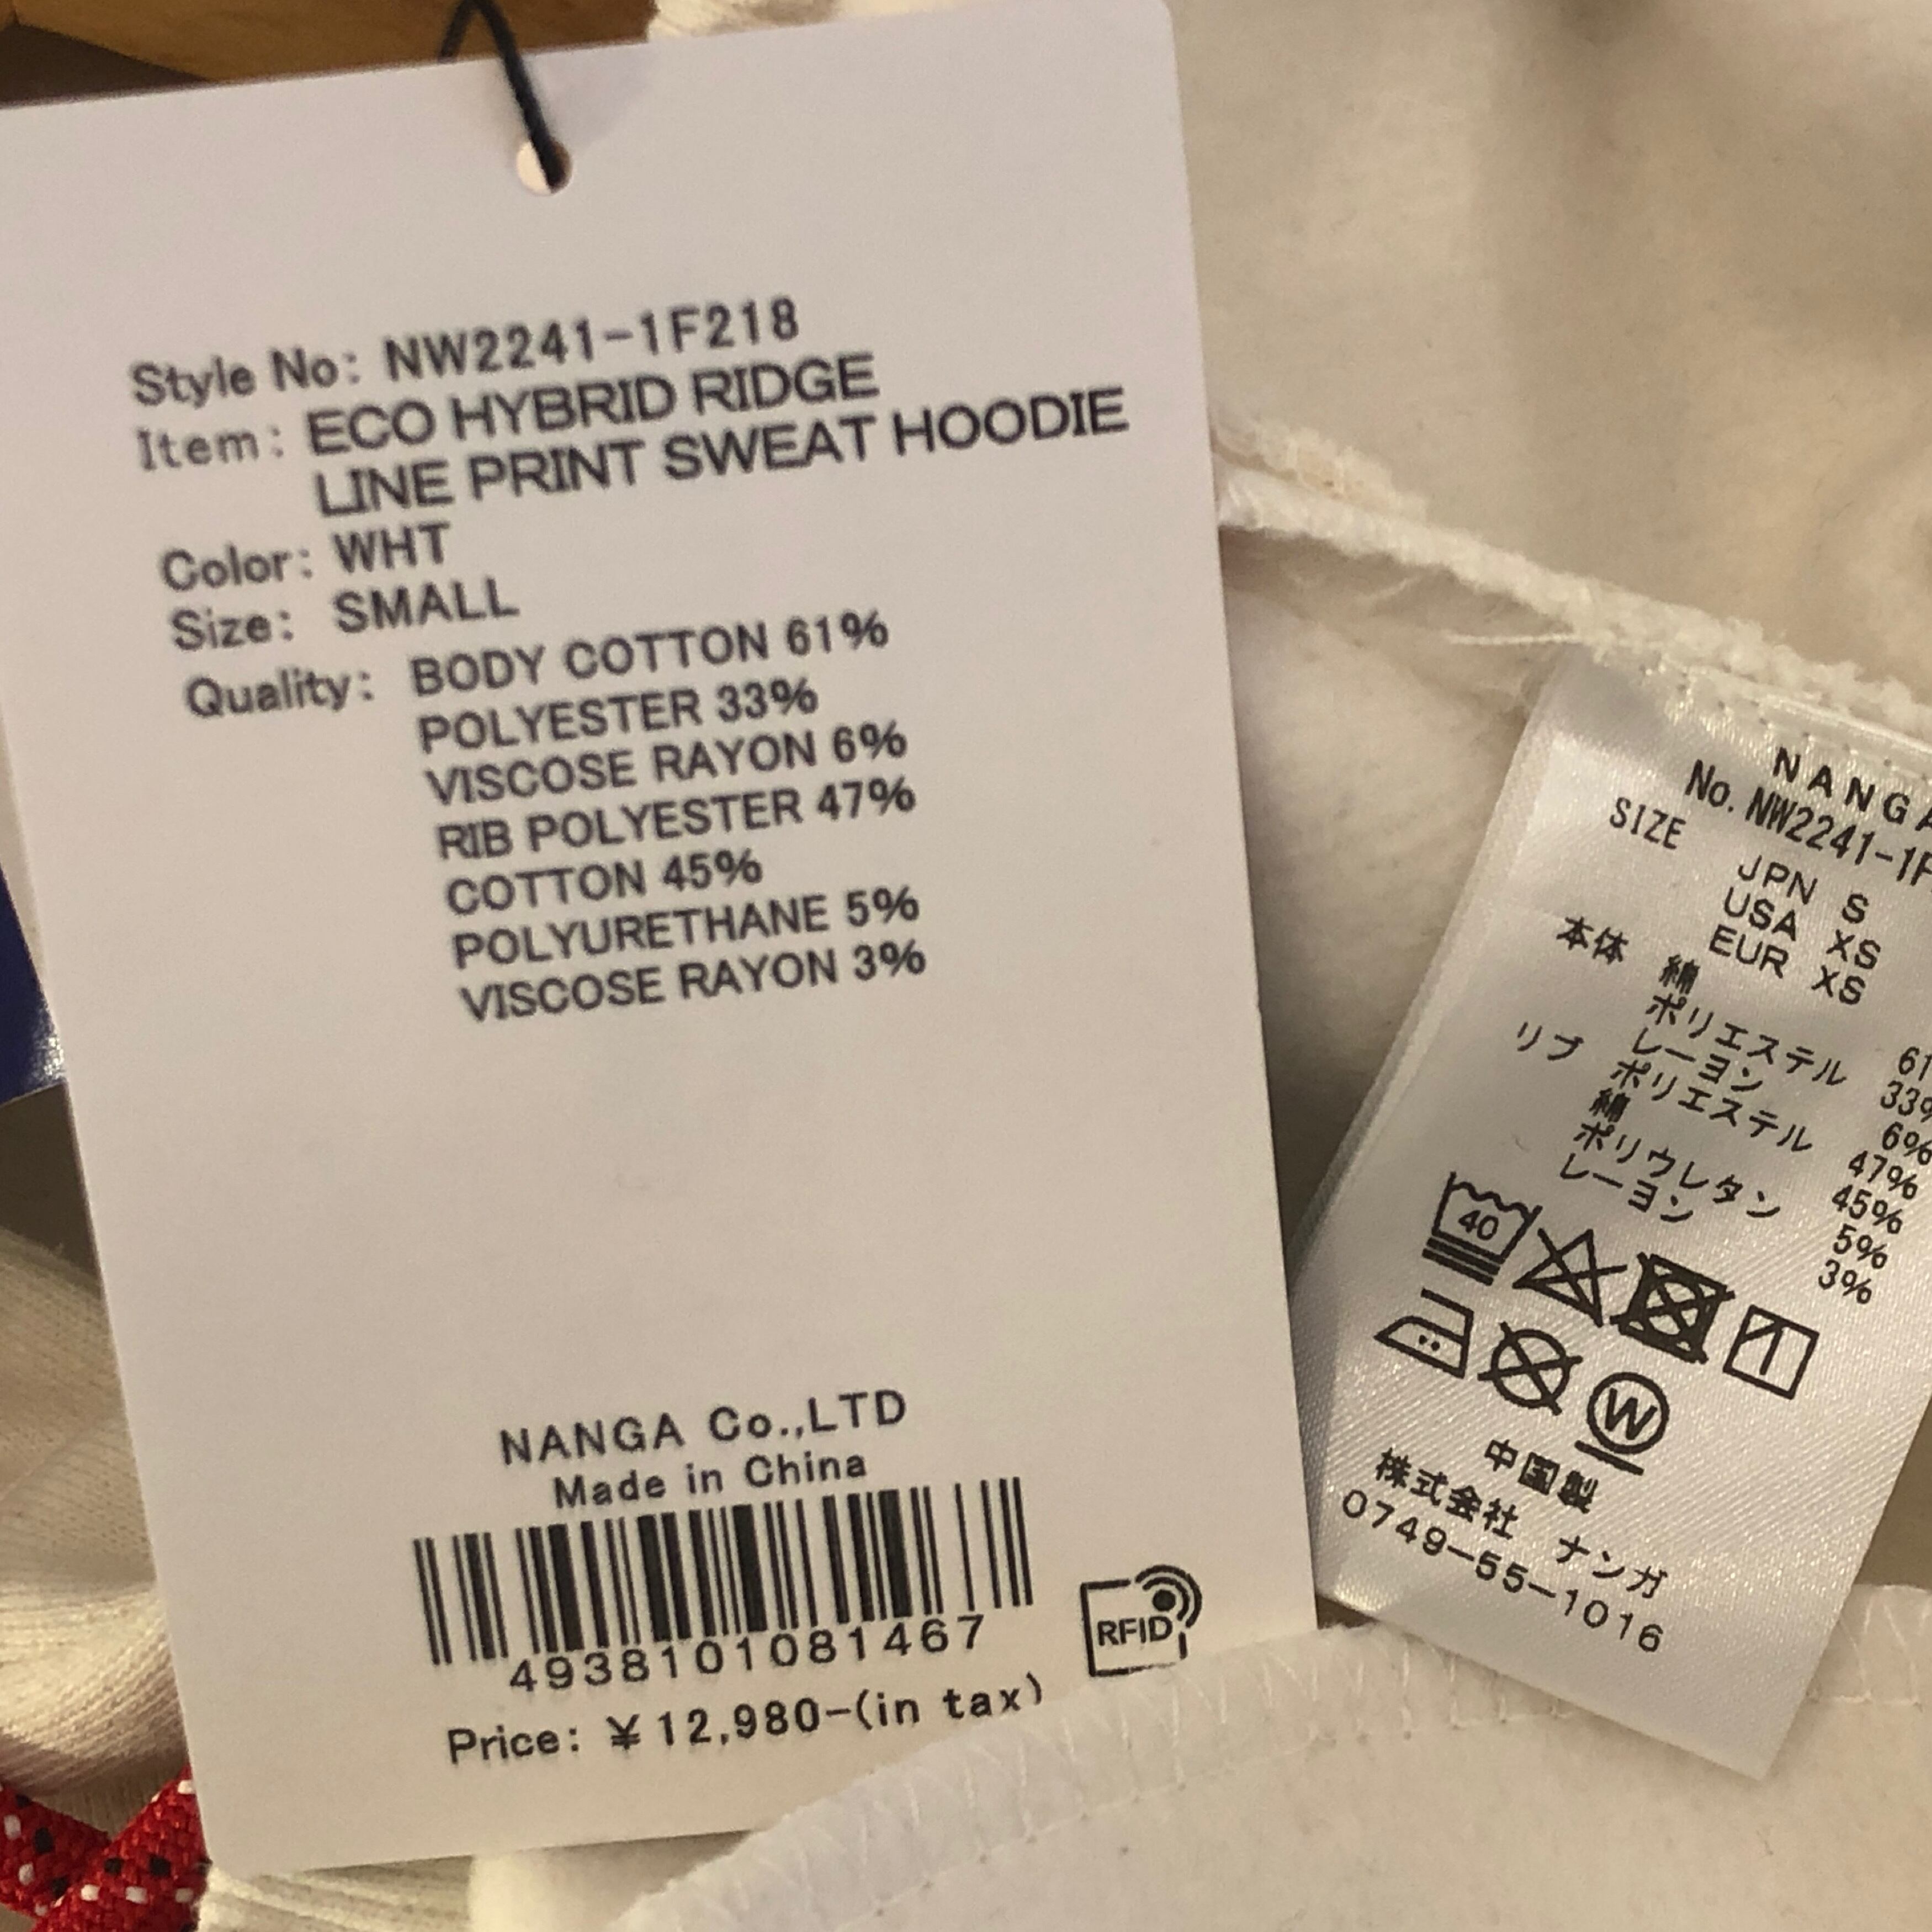 Style No: NW2241-1F218
Item: ECO HYBRID RIDGE
LINE PRINT SWEAT HOODIE
Color: WHT
Size: SMALL
Quality: BODY COTTON 61%
POLYESTER 33%
VISCOSE RAYON 6%
RIB POLYESTER 47%
COTTON 45%
POLYURETHANE 5%
VISCOSE RAYON 3%
NANGA Co.,LTD
Made in China
4938101081467
RFID
Price: ¥12,980-(in tax)
NANGA
No. NW2241-1F
SIZE JPN S
USA XS
EUR XS
本体 綿 61
ポリエステル 33%
レーヨン 6%
リブ ポリエステル 47%
綿 45%
ポリウレタン 5%
レーヨン 3%
40
W
中国製
株式会社 ナンガ
0749-55-1016